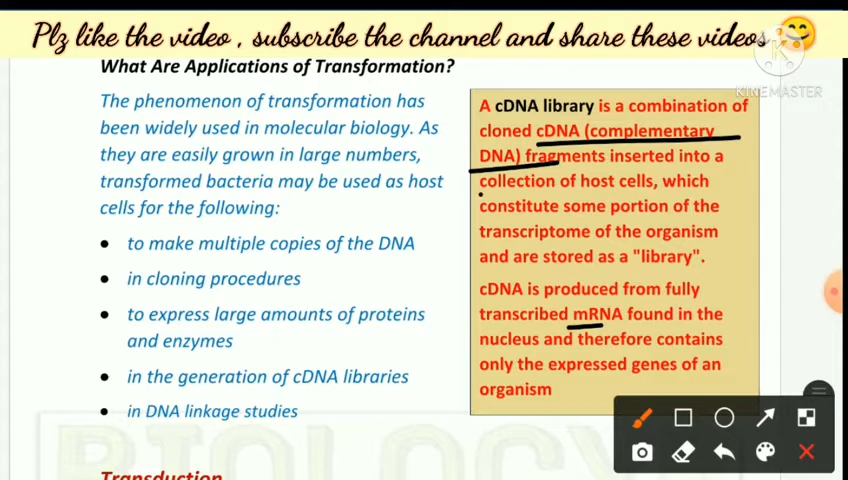 Plz like the video , subscribe the channel and share these videos 😊
KINEMASTER
What Are Applications of Transformation?
The phenomenon of transformation has
been widely used in molecular biology. As
they are easily grown in large numbers,
transformed bacteria may be used as host
cells for the following:
• to make multiple copies of the DNA
• in cloning procedures
• to express large amounts of proteins
and enzymes
• in the generation of cDNA libraries
• in DNA linkage studies
A cDNA library is a combination of
cloned cDNA (complementary
DNA) fragments inserted into a
collection of host cells, which
constitute some portion of the
transcriptome of the organism
and are stored as a "library".
cDNA is produced from fully
transcribed mRNA found in the
nucleus and therefore contains
only the expressed genes of an
organism
BIOLOGY
Transduction